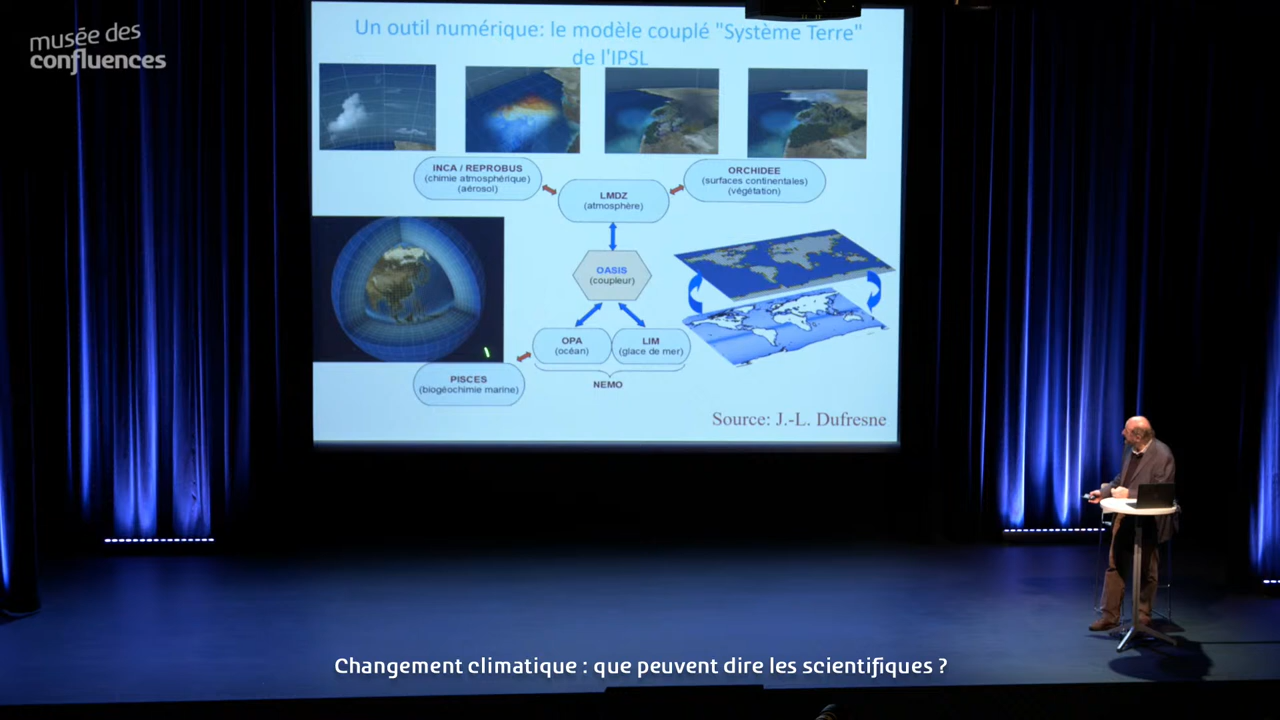 musée des
confluences
Un outil numérique: le modèle couplé "Système Terre"
de l'IPSL
INCA / REPROBUS
(chimie atmosphérique)
(aérosol)
LMDZ
(atmosphère)
ORCHIDEE
(surfaces continentales)
(végétation)
OASIS
(coupleur)
OPA
(océan)
LIM
(glace de mer)
NEMO
PISCES
(biogéochimie marine)
Source: J.-L. Dufresne
Changement climatique : que peuvent dire les scientifiques ?